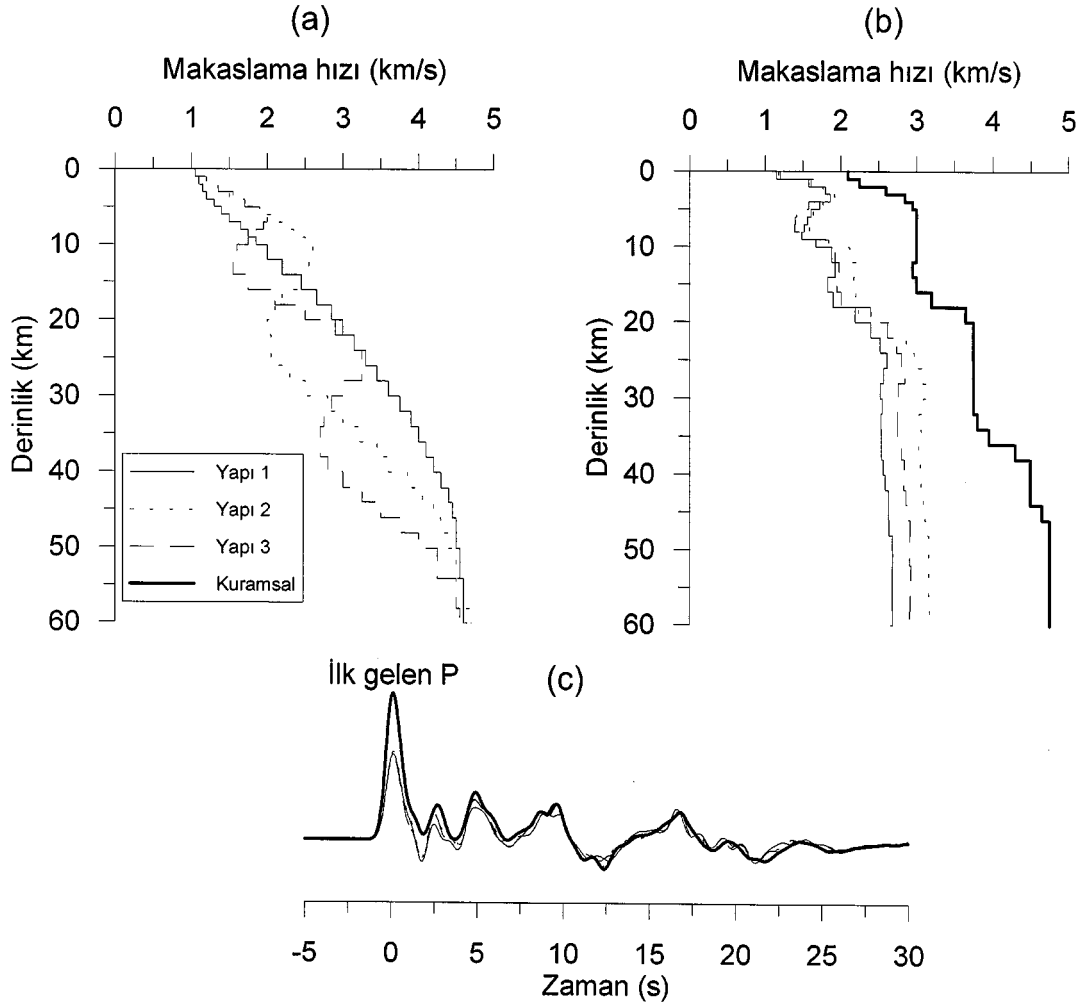 (a)
Makaslama hızı (km/s)
0 1 2 3 4 5
0
10
20
30
40
50
60
Derinlik (km)
Yapı 1
Yapı 2
Yapı 3
Kuramsal
(b)
Makaslama hızı (km/s)
0 1 2 3 4 5
0
10
20
30
40
50
60
Derinlik (km)
İlk gelen P
(c)
-5 0 5 10 15 20 25 30
Zaman (s)